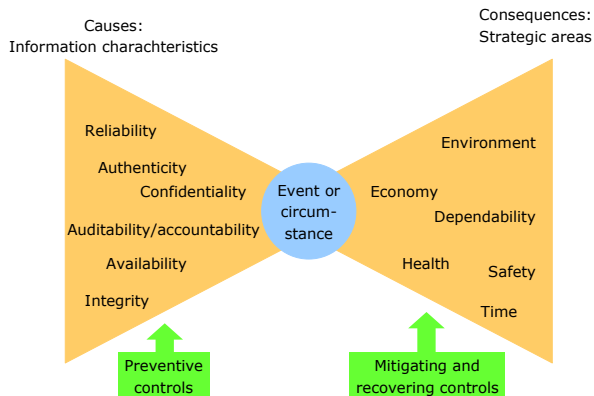 Causes:
Information charachteristics
Consequences:
Strategic areas
Reliability
Authenticity
Confidentiality
Auditability/accountability
Availability
Integrity
Event or
circum-
stance
Environment
Economy
Dependability
Health
Safety
Time
Preventive
controls
Mitigating and
recovering controls